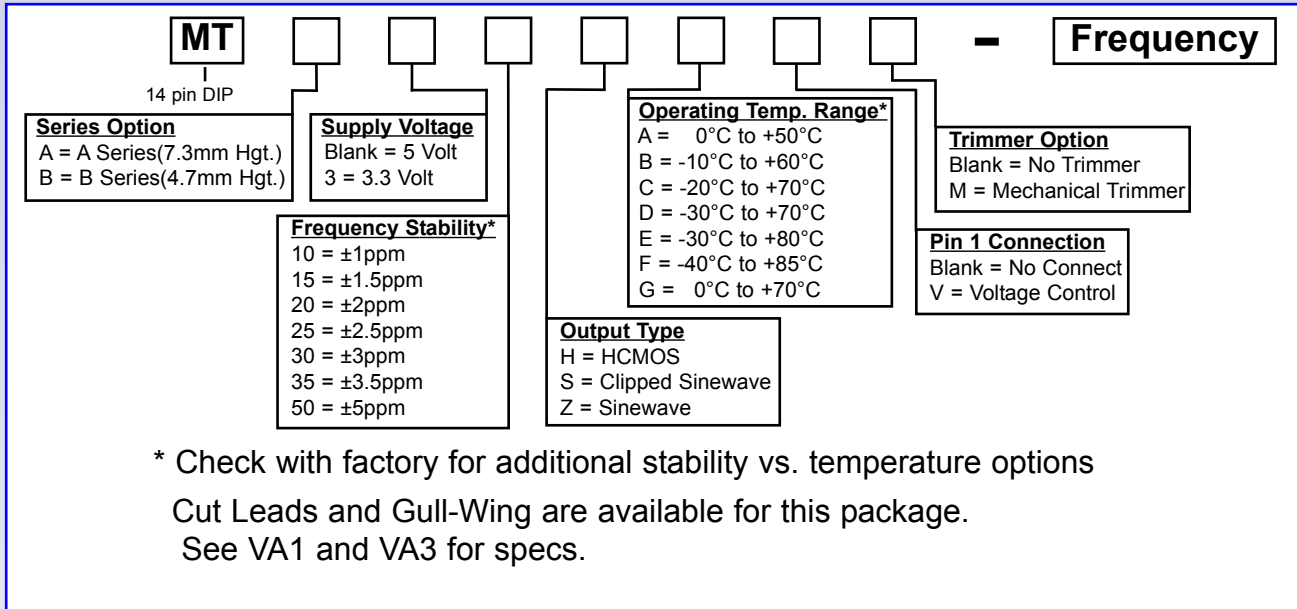 MT - Frequency
14 pin DIP
Series Option
A = A Series(7.3mm Hgt.)
B = B Series(4.7mm Hgt.)
Supply Voltage
Blank = 5 Volt
3 = 3.3 Volt
Frequency Stability*
10 = ±1ppm
15 = ±1.5ppm
20 = ±2ppm
25 = ±2.5ppm
30 = ±3ppm
35 = ±3.5ppm
50 = ±5ppm
Output Type
H = HCMOS
S = Clipped Sinewave
Z = Sinewave
Operating Temp. Range*
A = 0°C to +50°C
B = -10°C to +60°C
C = -20°C to +70°C
D = -30°C to +70°C
E = -30°C to +80°C
F = -40°C to +85°C
G = 0°C to +70°C
Trimmer Option
Blank = No Trimmer
M = Mechanical Trimmer
Pin 1 Connection
Blank = No Connect
V = Voltage Control
* Check with factory for additional stability vs. temperature options
Cut Leads and Gull-Wing are available for this package.
See VA1 and VA3 for specs.